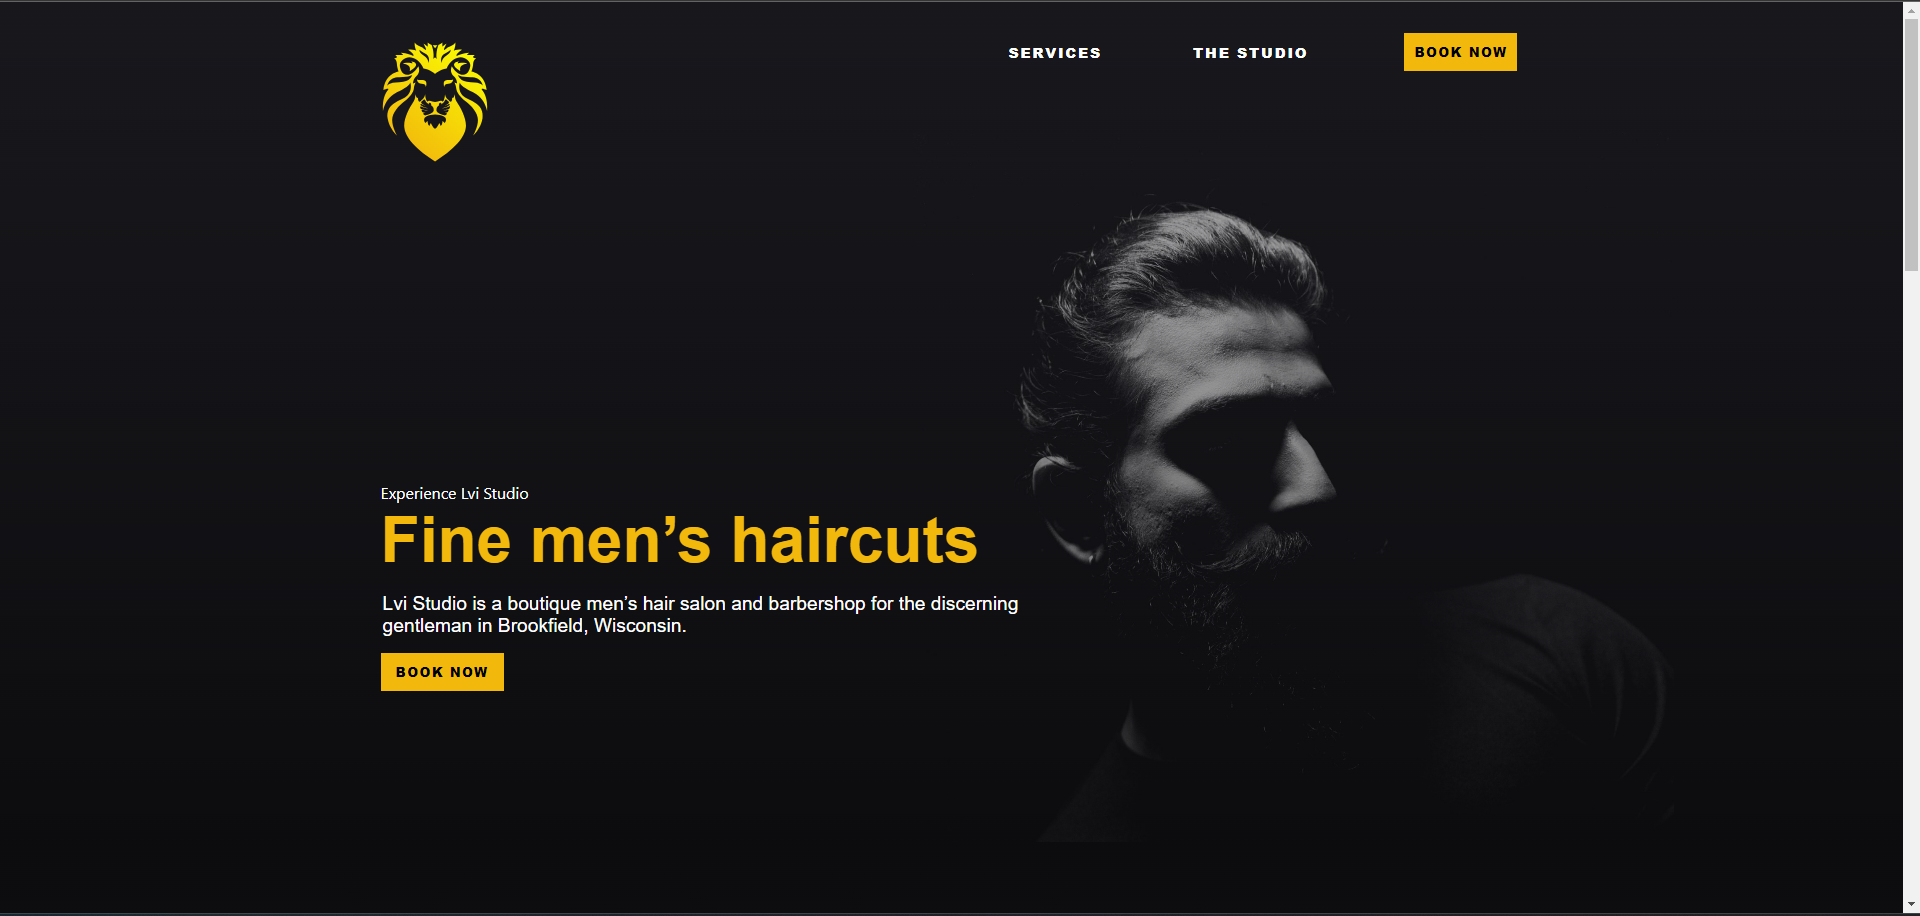 SERVICES
THE STUDIO
BOOK NOW
Experience Lvi Studio
Fine men’s haircuts
Lvi Studio is a boutique men’s hair salon and barbershop for the discerning
gentleman in Brookfield, Wisconsin.
BOOK NOW